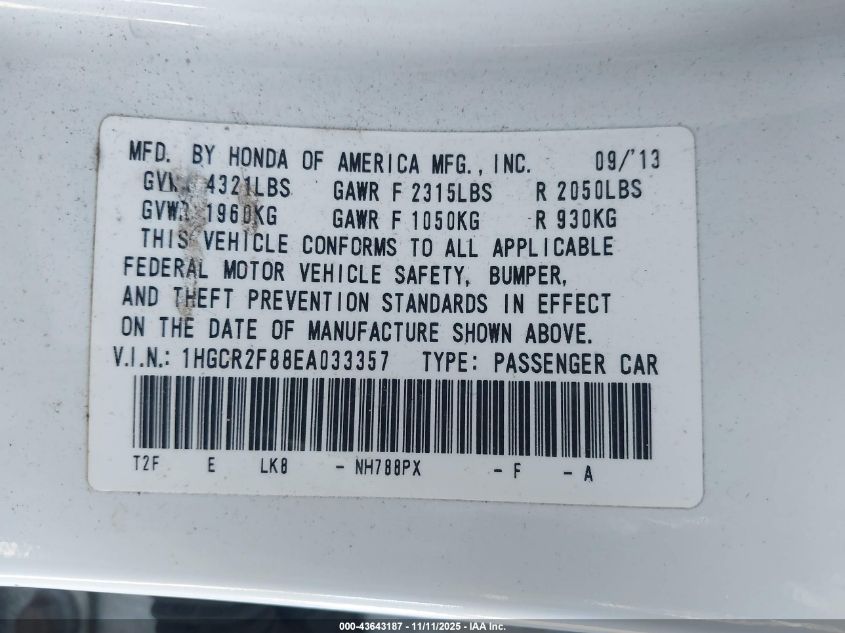 MFD. BY HONDA OF AMERICA MFG., INC. 09/'13
GVWR 4321LBS GAWR F 2315LBS R 2050LBS
GVWR 1960KG GAWR F 1050KG R 930KG
THIS VEHICLE CONFORMS TO ALL APPLICABLE
FEDERAL MOTOR VEHICLE SAFETY, BUMPER,
AND THEFT PREVENTION STANDARDS IN EFFECT
ON THE DATE OF MANUFACTURE SHOWN ABOVE.
V.I.N.: 1HGCR2F88EA033357 TYPE: PASSENGER CAR
T2F E LK8 - NH788PX - F - A
000-43643187 - 11/11/2025 - IAA Inc.